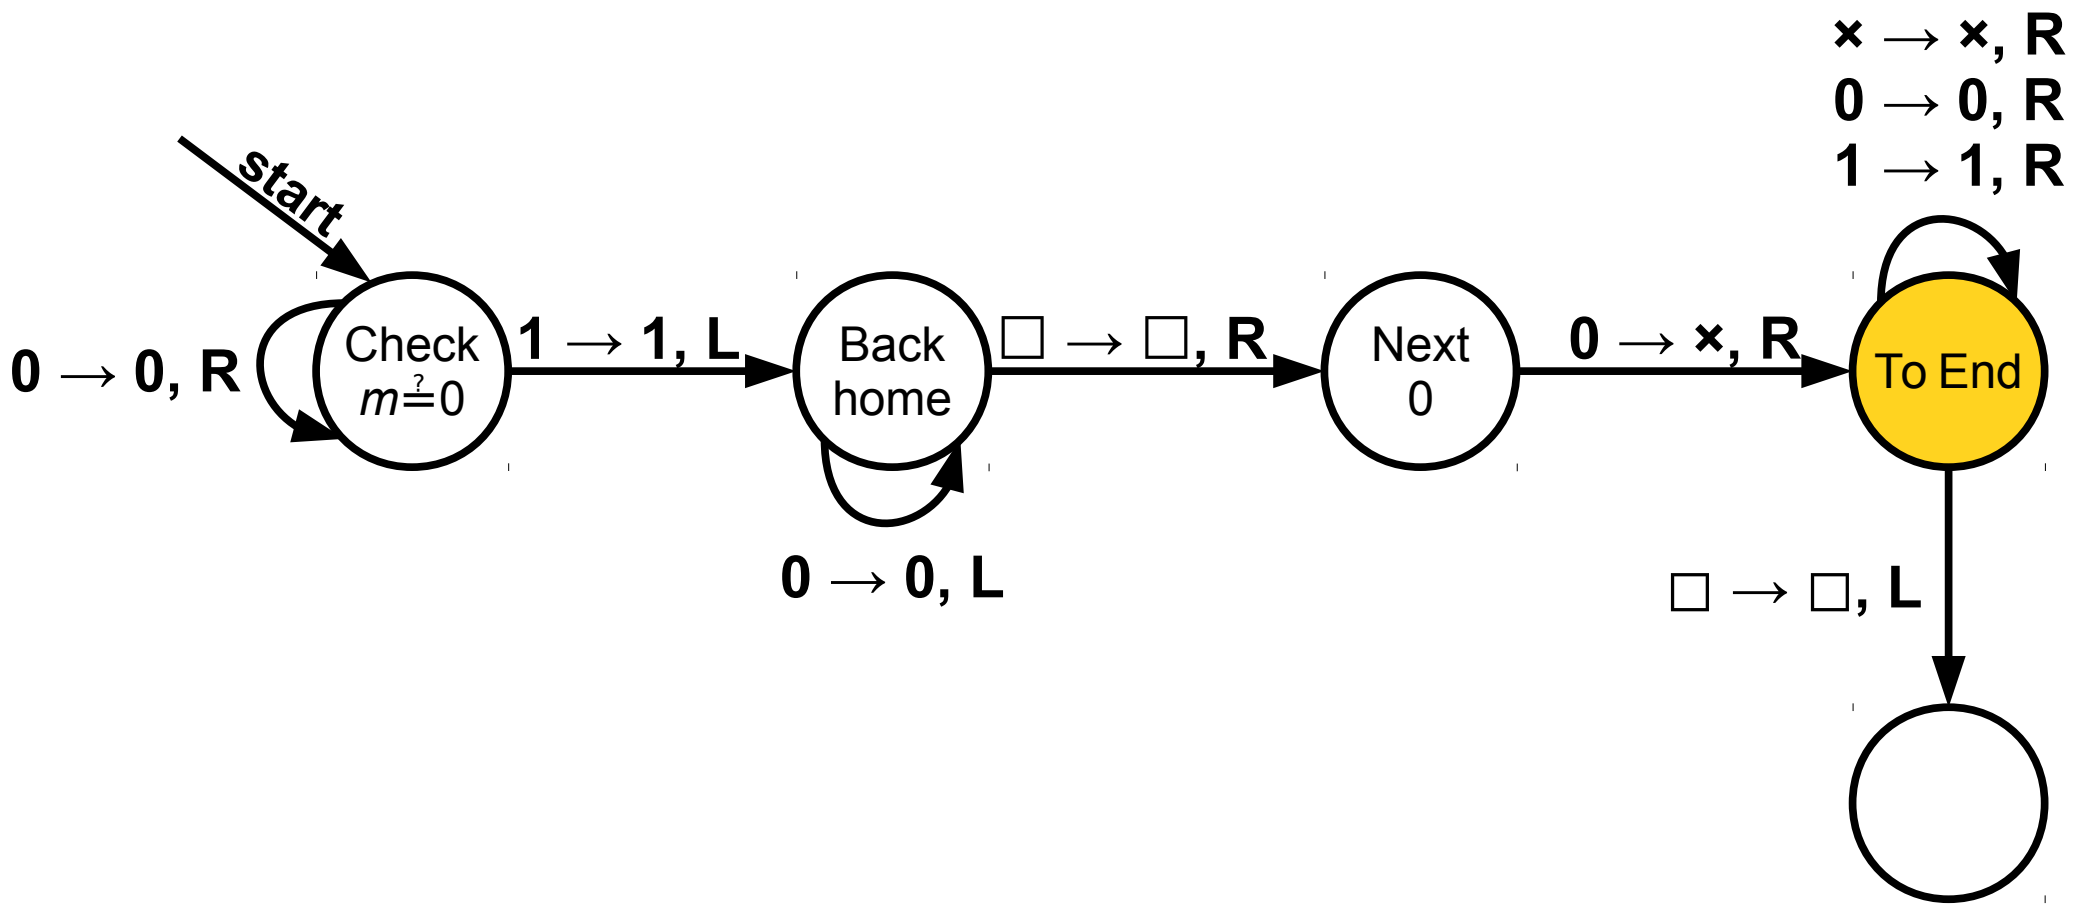 × → ×, R
0 → 0, R
1 → 1, R
start
0 → 0, R
Check
m≟0
1 → 1, L
Back
home
□ → □, R
Next
0
0 → ×, R
To End
0 → 0, L
□ → □, L